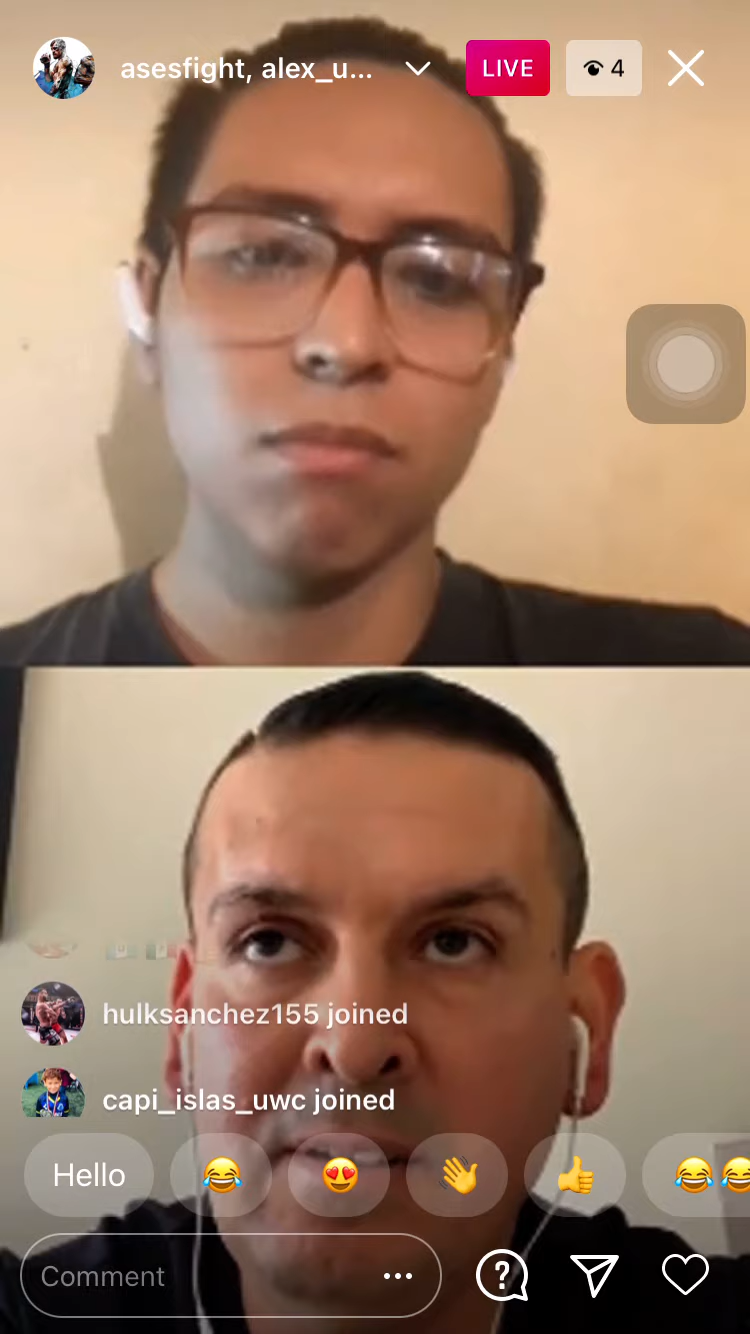 asesfight, alex_u...
LIVE
4
hulksanchez155 joined
capi_islas_uwc joined
Hello
Comment